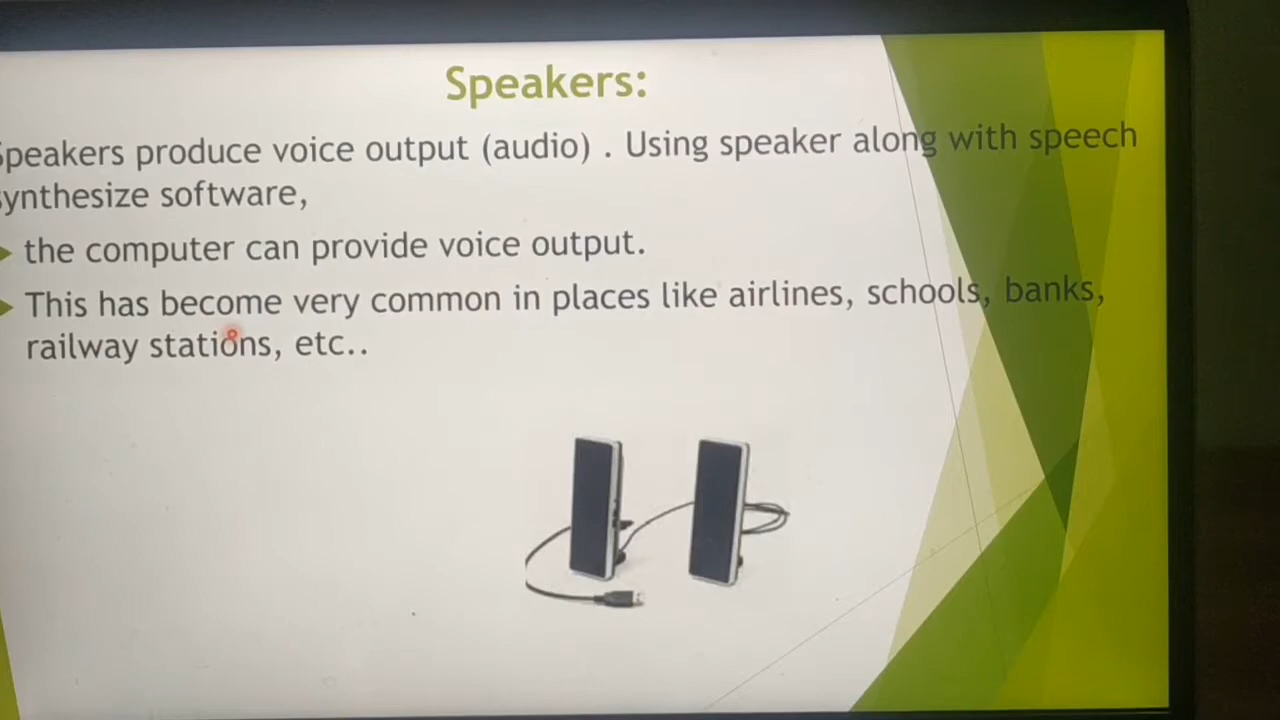 Speakers:
Speakers produce voice output (audio) . Using speaker along with speech
synthesize software,
the computer can provide voice output.
This has become very common in places like airlines, schools, banks,
railway stations, etc..